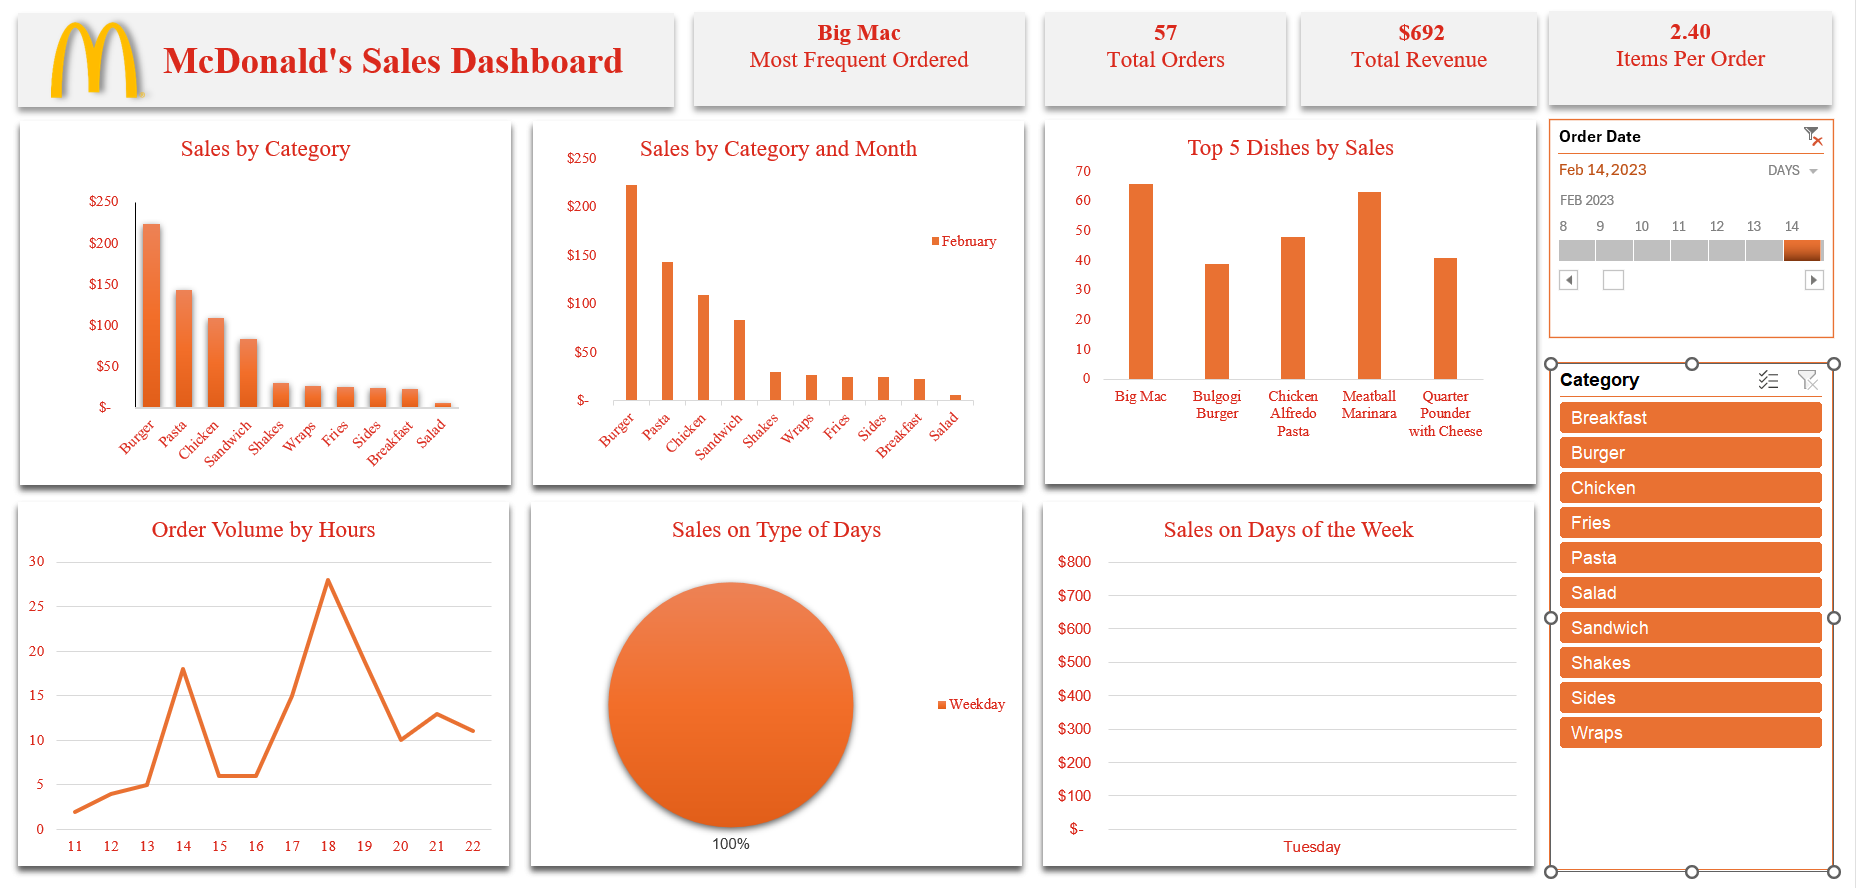 McDonald's Sales Dashboard
Big Mac
Most Frequent Ordered
57
Total Orders
$692
Total Revenue
2.40
Items Per Order
Sales by Category
$250
$200
$150
$100
$50
$-
Burger
Pasta
Chicken
Sandwich
Shakes
Wraps
Fries
Sides
Breakfast
Salad
Sales by Category and Month
$250
$200
$150
$100
$50
$-
Burger
Pasta
Chicken
Sandwich
Shakes
Wraps
Fries
Sides
Breakfast
Salad
February
Top 5 Dishes by Sales
70
60
50
40
30
20
10
0
Big Mac
Bulgogi
Burger
Chicken
Alfredo
Pasta
Meatball
Marinara
Quarter
Pounder
with Cheese
Order Date
Feb 14, 2023
DAYS
FEB 2023
8 9 10 11 12 13 14
Category
Breakfast
Burger
Chicken
Fries
Pasta
Salad
Sandwich
Shakes
Sides
Wraps
Order Volume by Hours
30
25
20
15
10
5
0
11 12 13 14 15 16 17 18 19 20 21 22
Sales on Type of Days
Weekday
100%
Sales on Days of the Week
$800
$700
$600
$500
$400
$300
$200
$100
$-
Tuesday